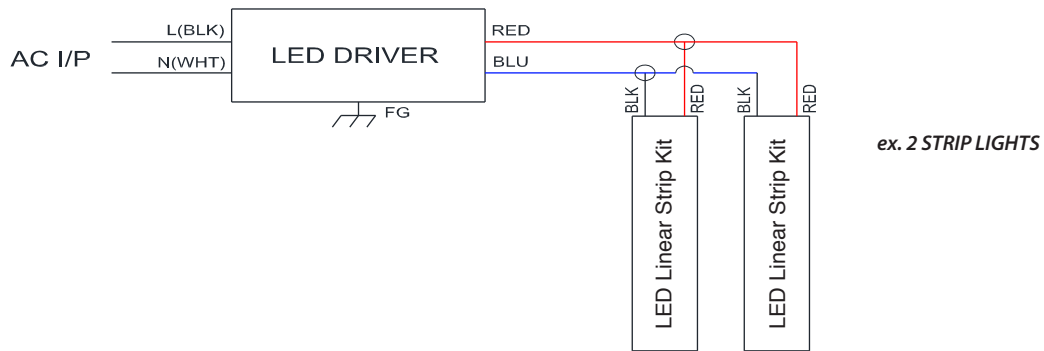 L(BLK)
AC I/P
N(WHT)
LED DRIVER
FG
RED
BLU
BLK
RED
BLK
RED
LED Linear Strip Kit
LED Linear Strip Kit
ex. 2 STRIP LIGHTS